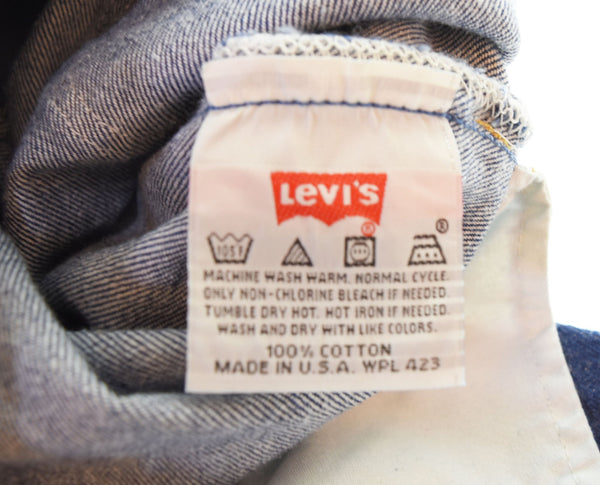 Levi's
®
105F
®
MACHINE WASH WARM. NORMAL CYCLE.
ONLY NON-CHLORINE BLEACH IF NEEDED.
TUMBLE DRY HOT. HOT IRON IF NEEDED.
WASH AND DRY WITH LIKE COLORS.
100% COTTON
MADE IN U.S.A. WPL 423